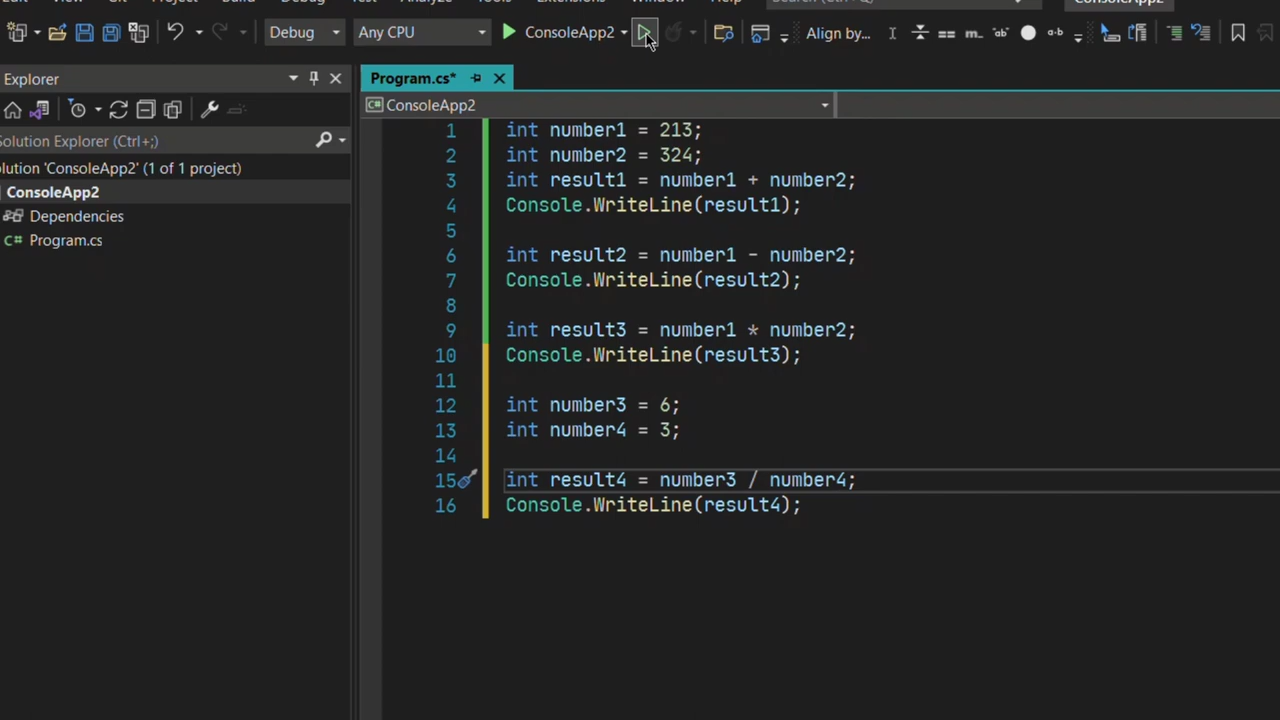 Debug Any CPU ConsoleApp2 Align by...
ConsoleApp2
Explorer
Solution Explorer (Ctrl+;)
olution 'ConsoleApp2' (1 of 1 project)
ConsoleApp2
Dependencies
C# Program.cs
Program.cs*
C# ConsoleApp2
1 int number1 = 213;
2 int number2 = 324;
3 int result1 = number1 + number2;
4 Console.WriteLine(result1);
5
6 int result2 = number1 - number2;
7 Console.WriteLine(result2);
8
9 int result3 = number1 * number2;
10 Console.WriteLine(result3);
11
12 int number3 = 6;
13 int number4 = 3;
14
15 int result4 = number3 / number4;
16 Console.WriteLine(result4);